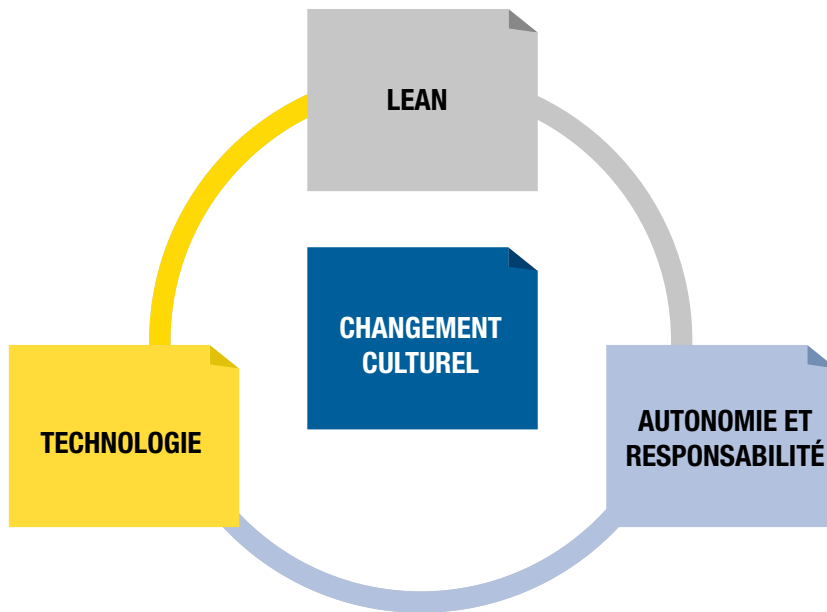 LEAN
CHANGEMENT
CULTUREL
TECHNOLOGIE
AUTONOMIE ET
RESPONSABILITÉ